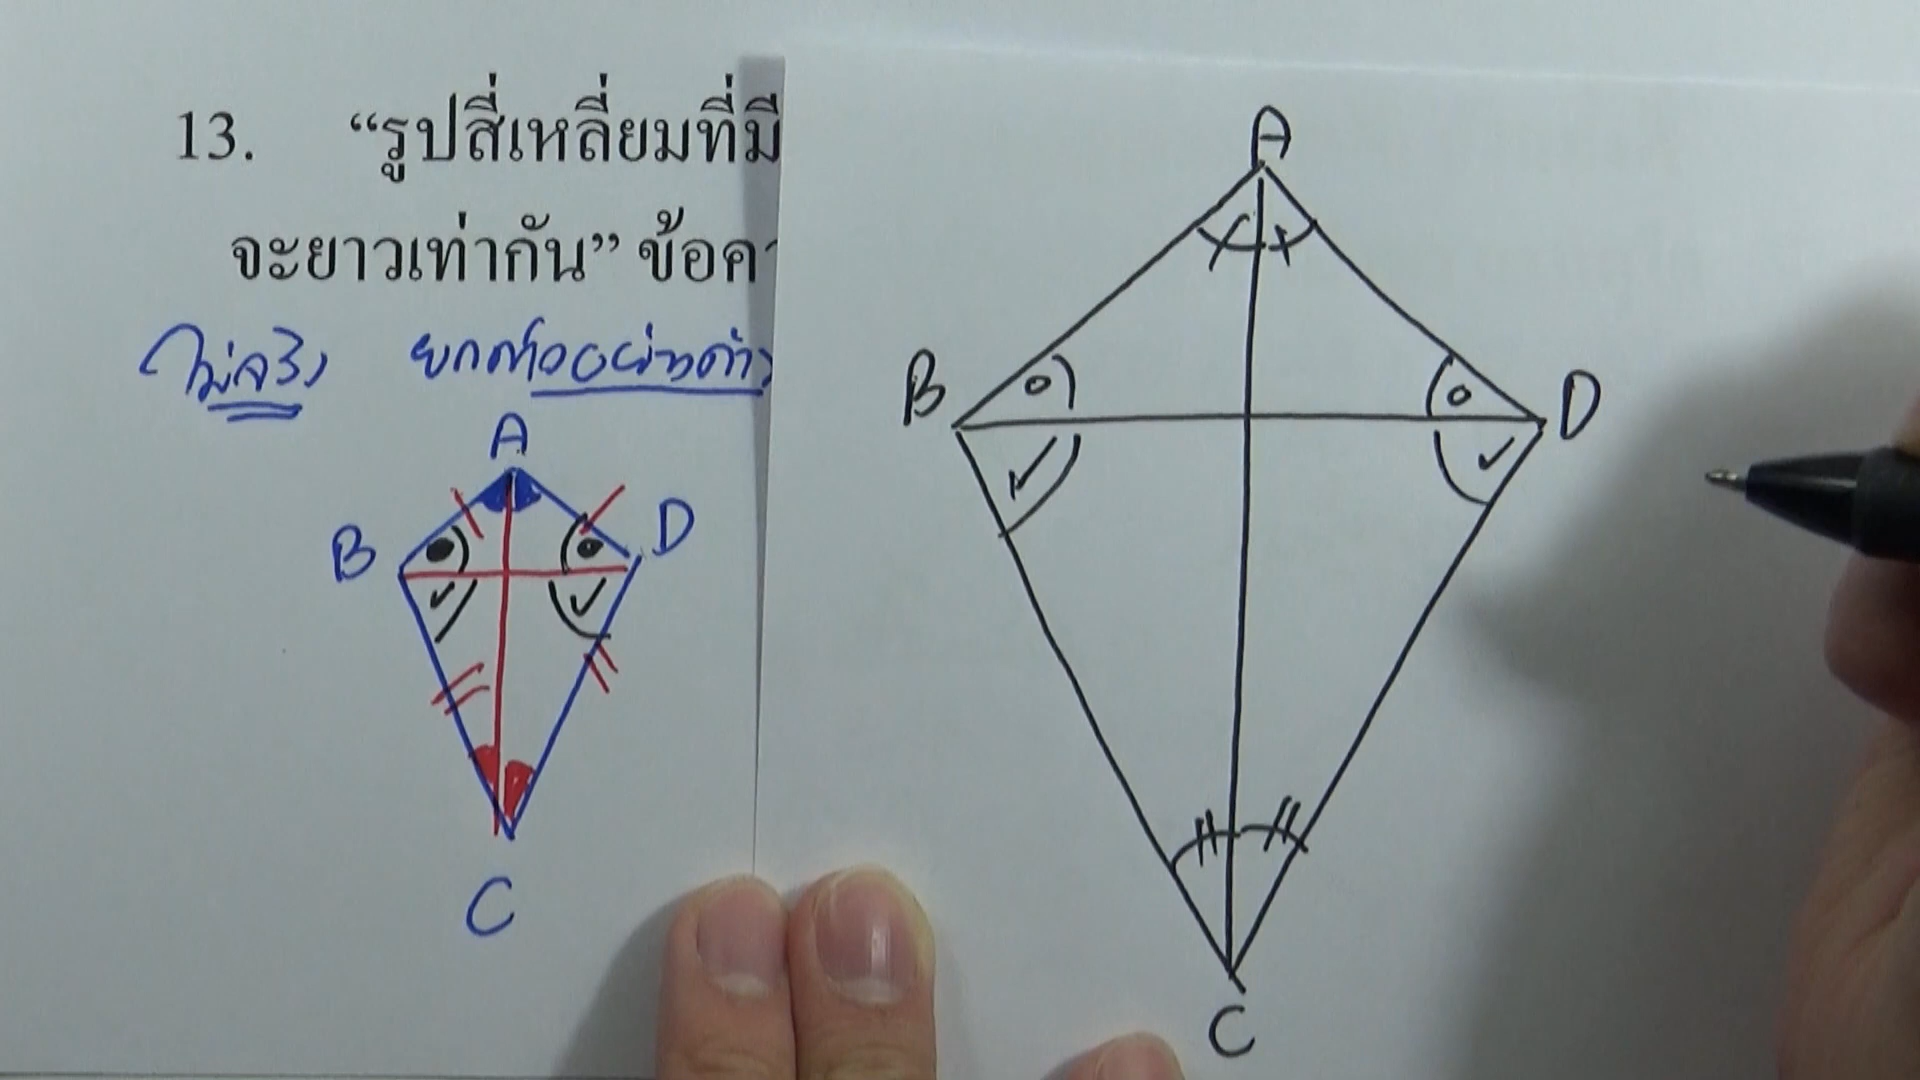 13. “รูปสี่เหลี่ยมที่มี
จะยาวเท่ากัน” ข้อคว
ไม่จริง ยกตัวอย่างค้าน
A
B D
C
A
B D
C